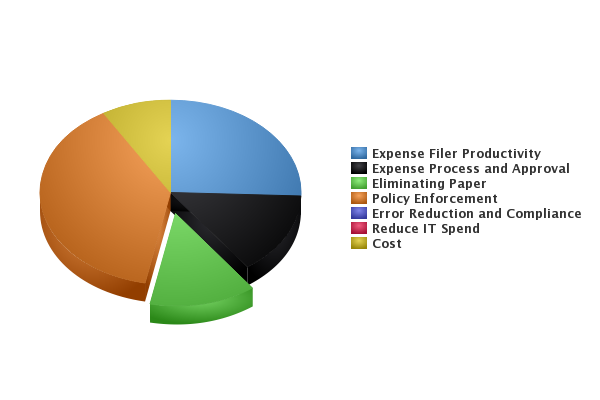 Expense Filer Productivity
Expense Process and Approval
Eliminating Paper
Policy Enforcement
Error Reduction and Compliance
Reduce IT Spend
Cost